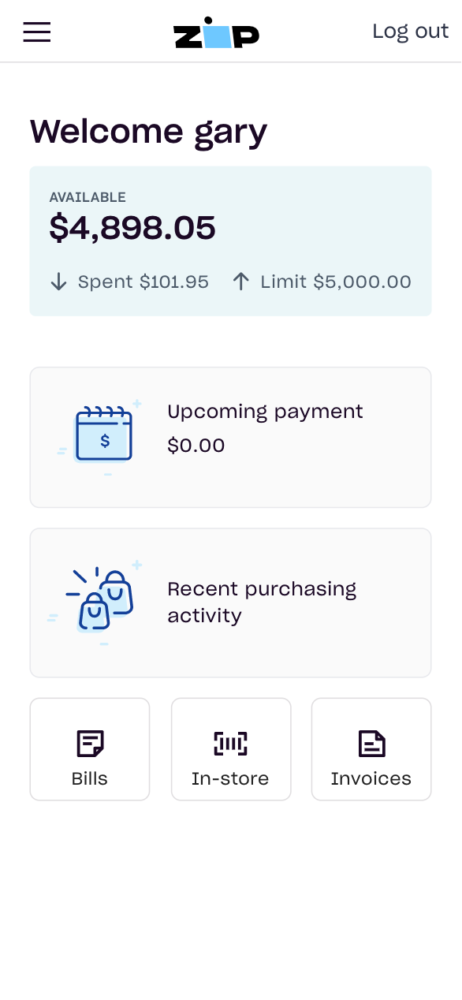 zip
Log out
Welcome gary
AVAILABLE
$4,898.05
Spent $101.95
Limit $5,000.00
$
Upcoming payment
$0.00
Recent purchasing
activity
Bills
In-store
Invoices